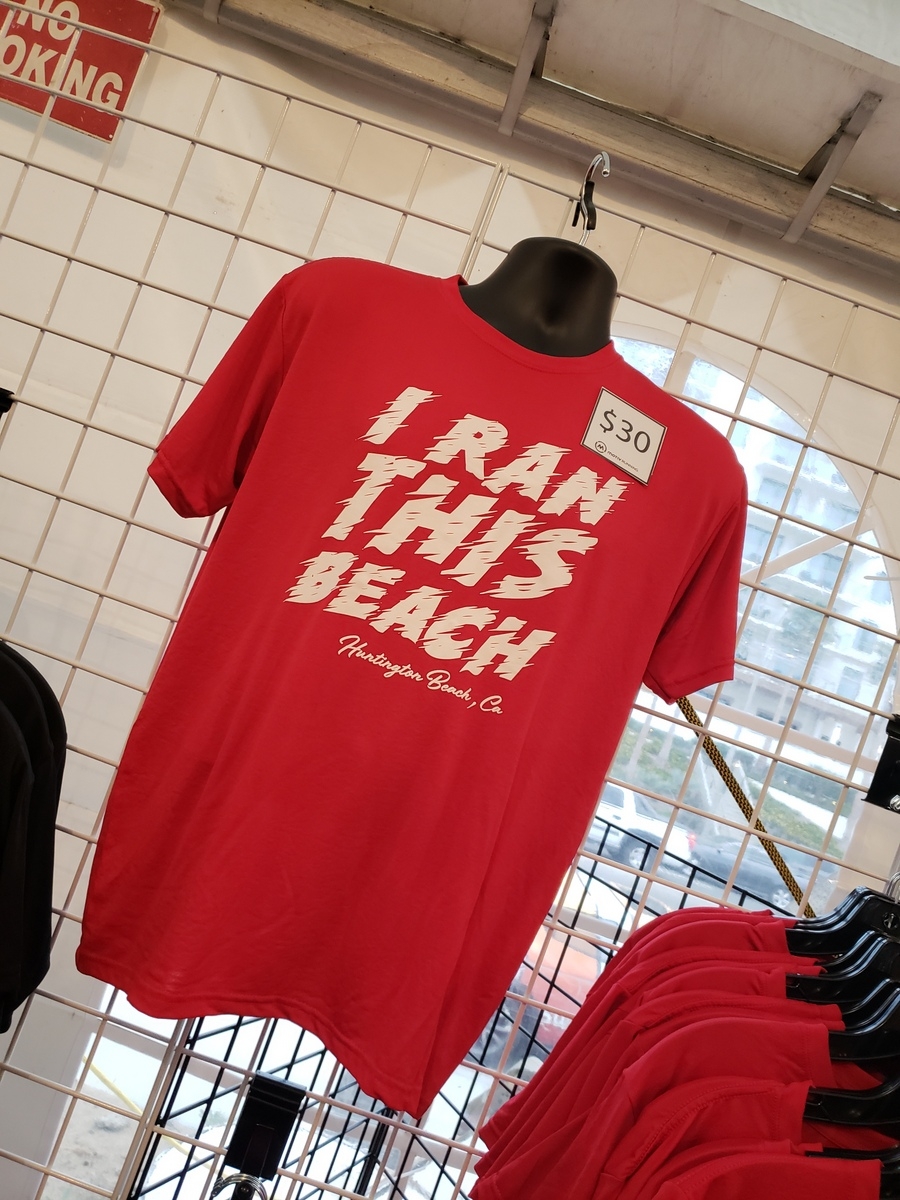 NO
OKING
$30
I RAN
THIS
BEACH
Huntington Beach, Ca